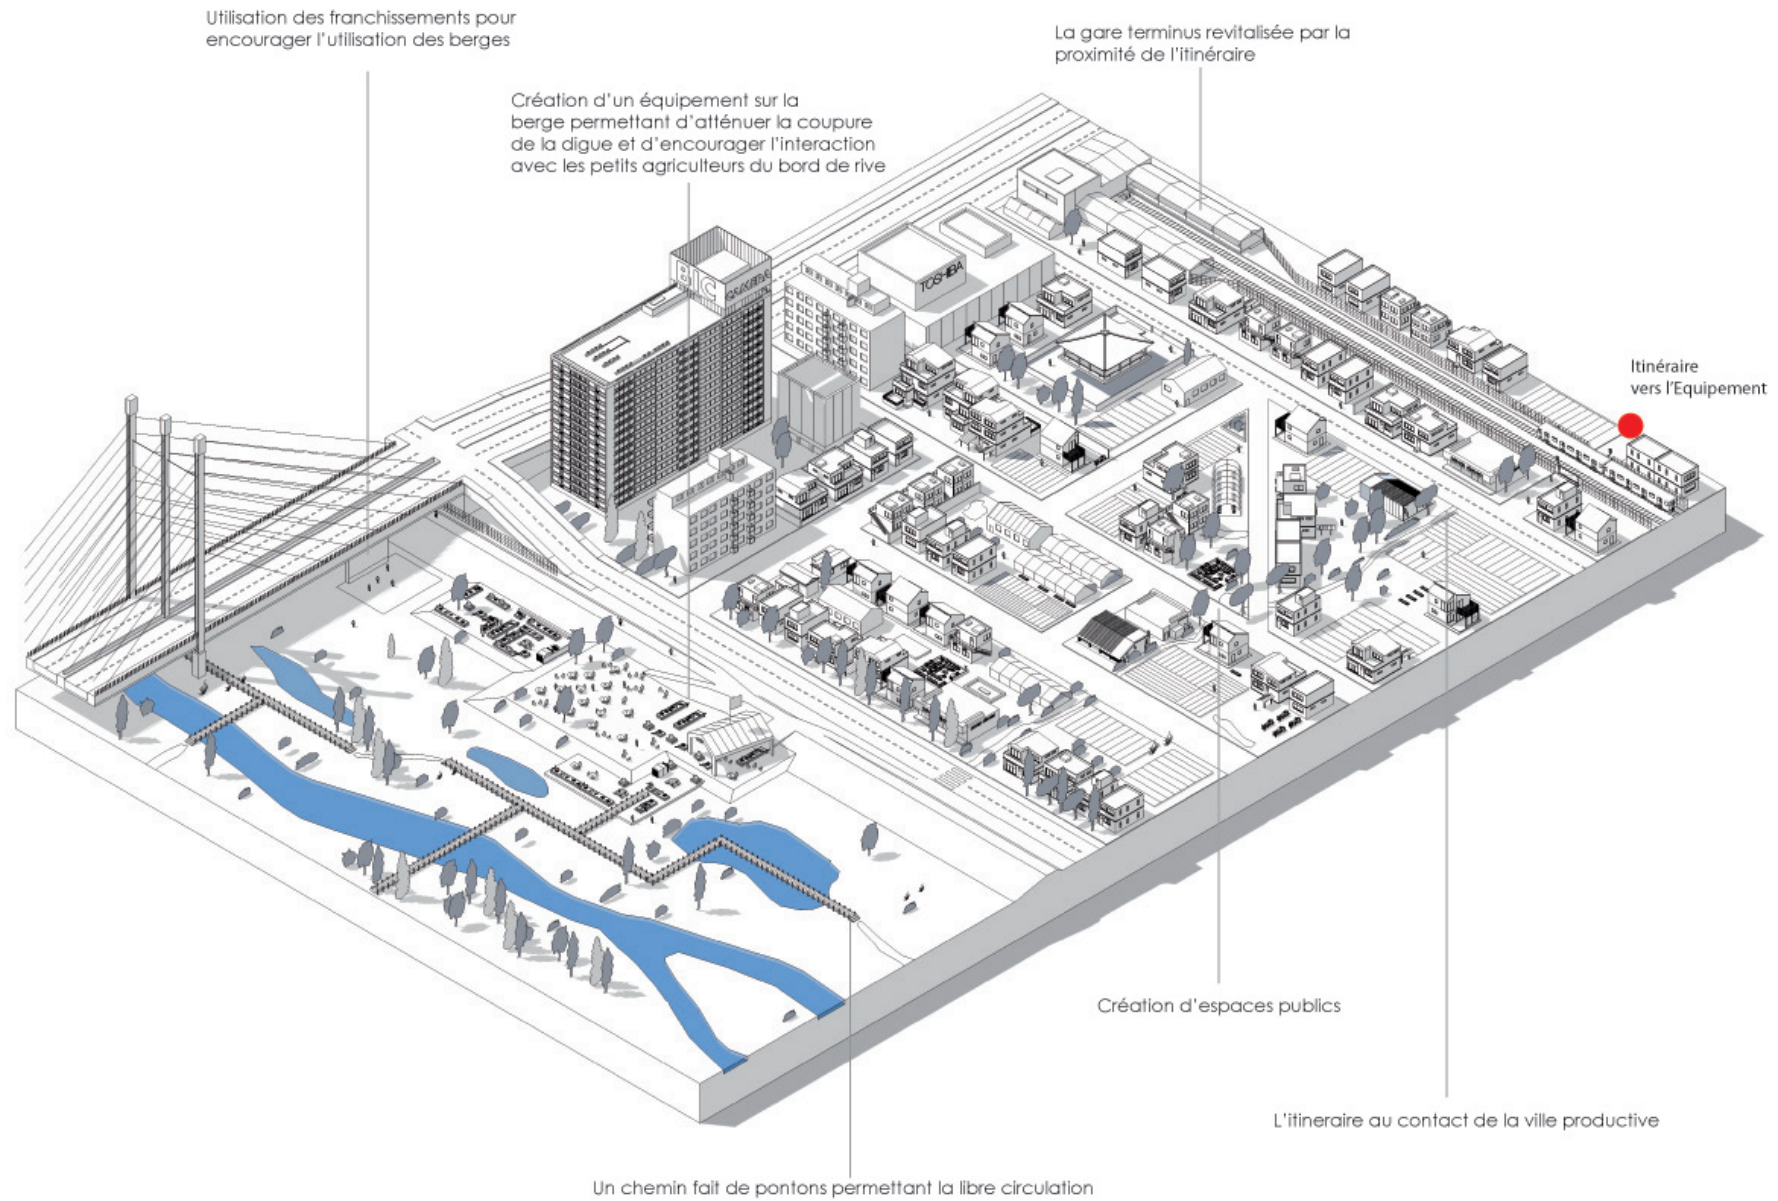 Utilisation des franchissements pour
encourager l'utilisation des berges
La gare terminus revitalisée par la
proximité de l'itinéraire
Création d'un équipement sur la
berge permettant d'atténuer la coupure
de la digue et d'encourager l'interaction
avec les petits agriculteurs du bord de rive
BIC
TOSHIBA
Itinéraire
vers l'Equipement
Création d'espaces publics
L'itineraire au contact de la ville productive
Un chemin fait de pontons permettant la libre circulation